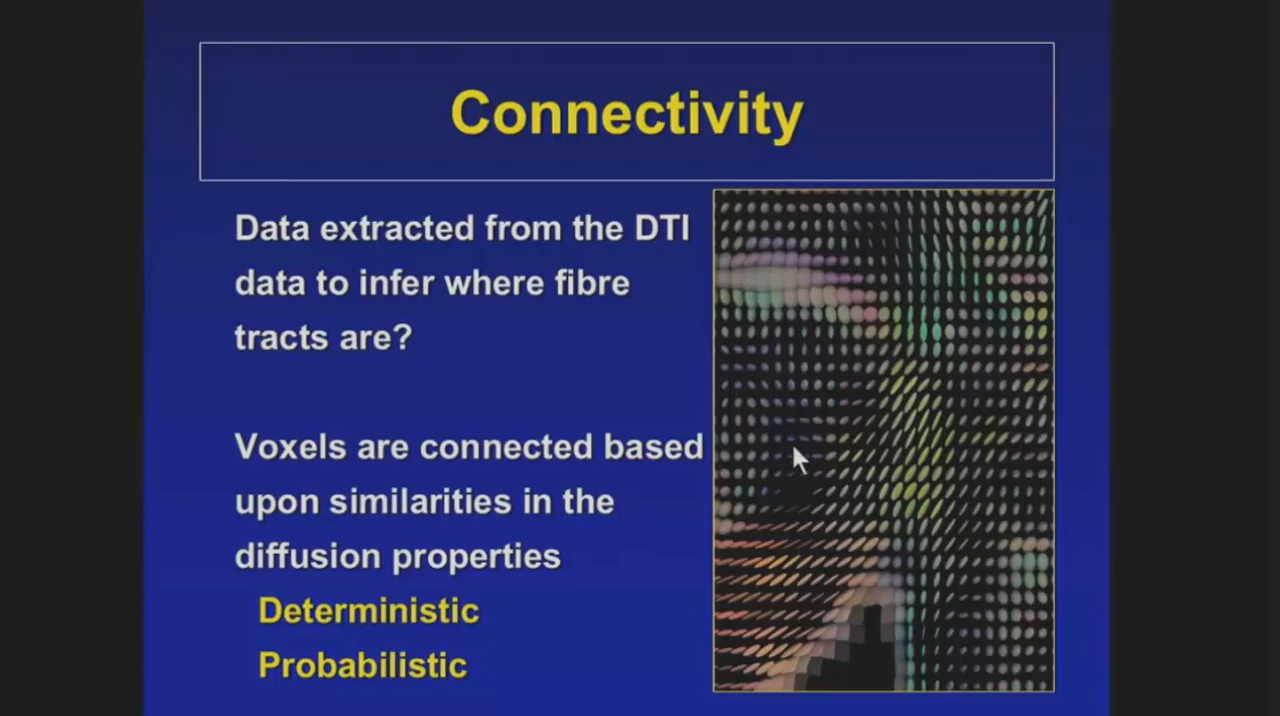 Connectivity
Data extracted from the DTI
data to infer where fibre
tracts are?
Voxels are connected based
upon similarities in the
diffusion properties
Deterministic
Probabilistic